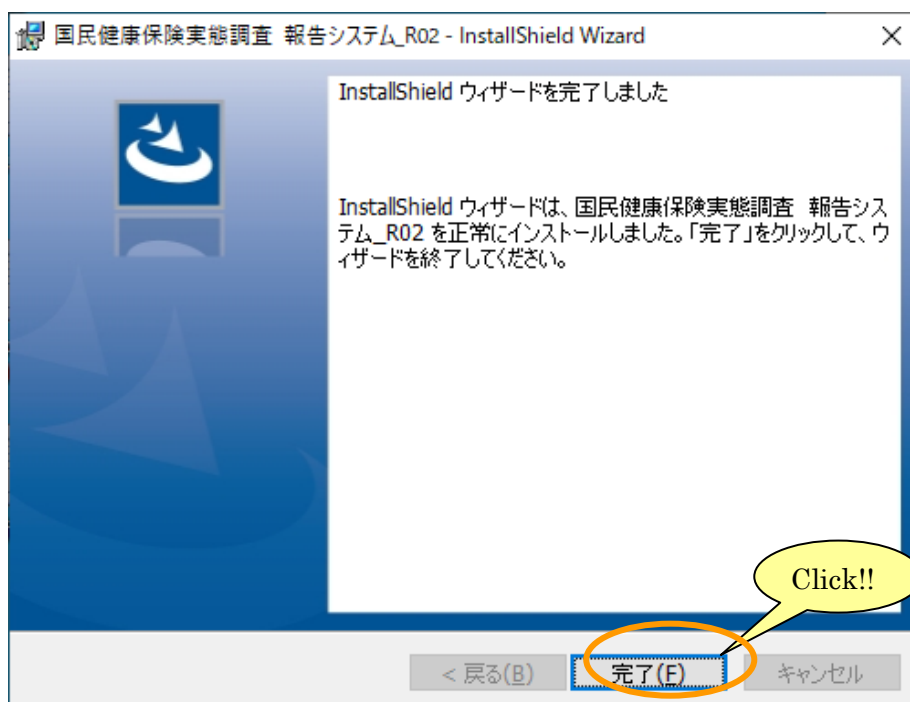 国民健康保険実態調査 報告システム_R02 - InstallShield Wizard
InstallShield ウィザードを完了しました
InstallShield ウィザードは、国民健康保険実態調査 報告シス
テム_R02 を正常にインストールしました。「完了」をクリックして、ウ
ィザードを終了してください。
Click!!
< 戻る(B)
完了(F)
キャンセル